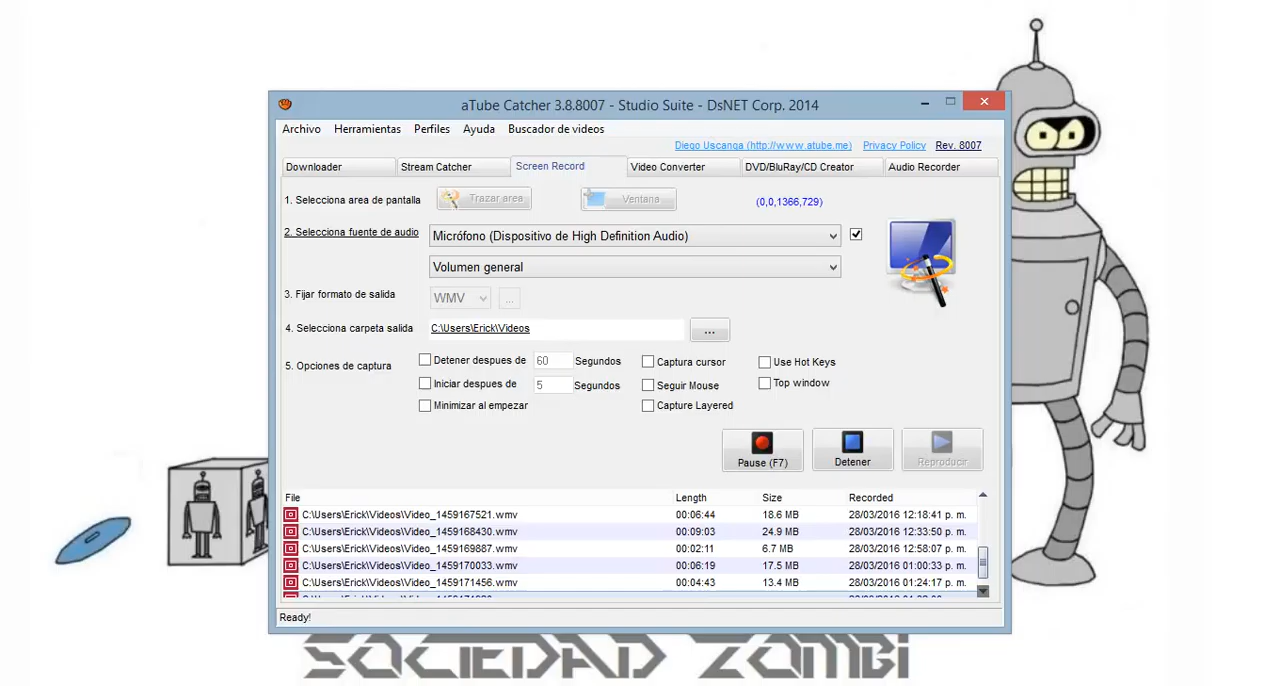 aTube Catcher 3.8.8007 - Studio Suite - DsNET Corp. 2014
Archivo Herramientas Perfiles Ayuda Buscador de videos
Diego Uscanga (http://www.atube.me) Privacy Policy Rev. 8007
Downloader Stream Catcher Screen Record Video Converter DVD/BluRay/CD Creator Audio Recorder
1. Selecciona area de pantalla Trazar area Ventana (0,0,1366,729)
2. Selecciona fuente de audio Micrófono (Dispositivo de High Definition Audio)
Volumen general
3. Fijar formato de salida WMV ...
4. Selecciona carpeta salida C:\Users\Erick\Videos ...
5. Opciones de captura Detener despues de 60 Segundos Captura cursor Use Hot Keys
Iniciar despues de 5 Segundos Seguir Mouse Top window
Minimizar al empezar Capture Layered
Pause (F7) Detener Reproducir
File Length Size Recorded
C:\Users\Erick\Videos\Video_1459167521.wmv 00:06:44 18.6 MB 28/03/2016 12:18:41 p. m.
C:\Users\Erick\Videos\Video_1459168430.wmv 00:09:03 24.9 MB 28/03/2016 12:33:50 p. m.
C:\Users\Erick\Videos\Video_1459169887.wmv 00:02:11 6.7 MB 28/03/2016 12:58:07 p. m.
C:\Users\Erick\Videos\Video_1459170033.wmv 00:06:19 17.5 MB 28/03/2016 01:00:33 p. m.
C:\Users\Erick\Videos\Video_1459171456.wmv 00:04:43 13.4 MB 28/03/2016 01:24:17 p. m.
Ready!
SOCIEDAD ZOMBI